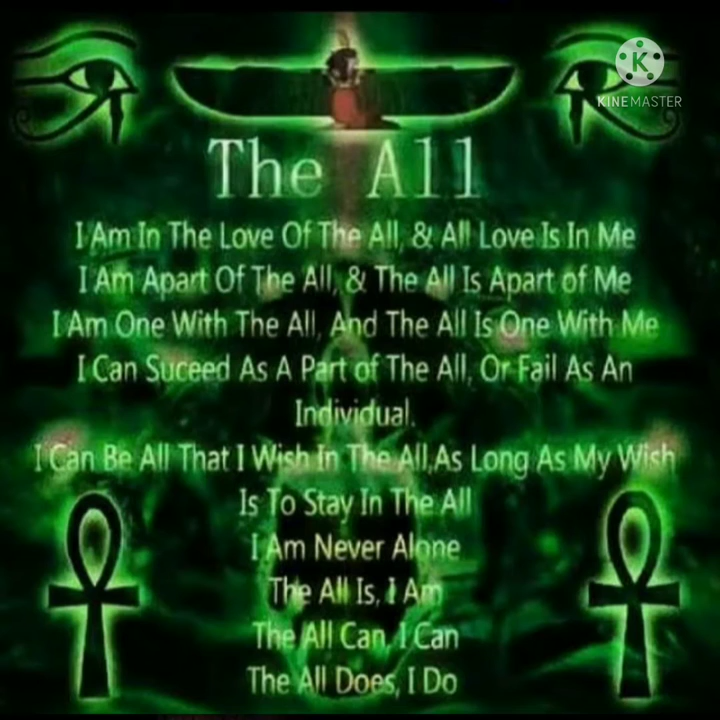 KINEMASTER
The All
I Am In The Love Of The All, & All Love Is In Me
I Am Apart Of The All, & The All Is Apart of Me
I Am One With The All, And The All Is One With Me
I Can Suceed As A Part of The All, Or Fail As An
Individual.
I Can Be All That I Wish In The All,As Long As My Wish
Is To Stay In The All
I Am Never Alone
The All Is, I Am
The All Can, I Can
The All Does, I Do